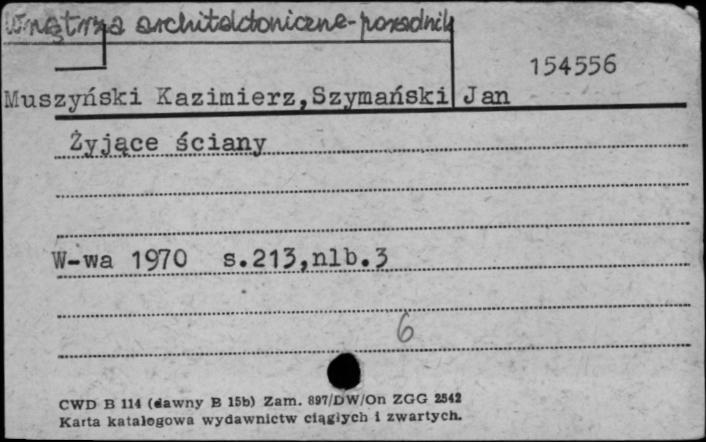 Wnętrza architektoniczne-poradnik
154556
Muszyński Kazimierz,Szymański Jan
Żyjące ściany
W-wa 1970 s.213,nlb.3
6
CWD B 114 (dawny B 15b) Zam. 897/DW/On ZGG 2542
Karta katalogowa wydawnictw ciągłych i zwartych.